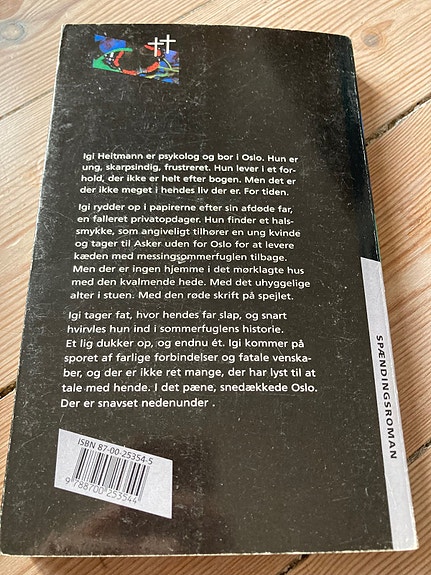 Igi Heitmann er psykolog og bor i Oslo. Hun er
ung, skarpsindig, frustreret. Hun lever i et for-
hold, der ikke er helt efter bogen. Men det er
der ikke meget i hendes liv der er. For tiden.
Igi rydder op i papirerne efter sin afdøde far,
en falleret privatopdager. Hun finder et hals-
smykke, som angiveligt tilhører en ung kvinde
og tager til Asker uden for Oslo for at levere
kæden med messingsommerfuglen tilbage.
Men der er ingen hjemme i det mørklagte hus
med den kvalmende hede. Med det uhyggelige
alter i stuen. Med den røde skrift på spejlet.
Igi tager fat, hvor hendes far slap, og snart
hvirvles hun ind i sommerfuglens historie.
Et lig dukker op, og endnu ét. Igi kommer på
sporet af farlige forbindelser og fatale venska-
ber, og der er ikke ret mange, der har lyst til at
tale med hende. I det pæne, snedækkede Oslo.
Der er snavset nedenunder .
SPÆNDINGSROMAN
ISBN 87-00-25354-5
9788700253544